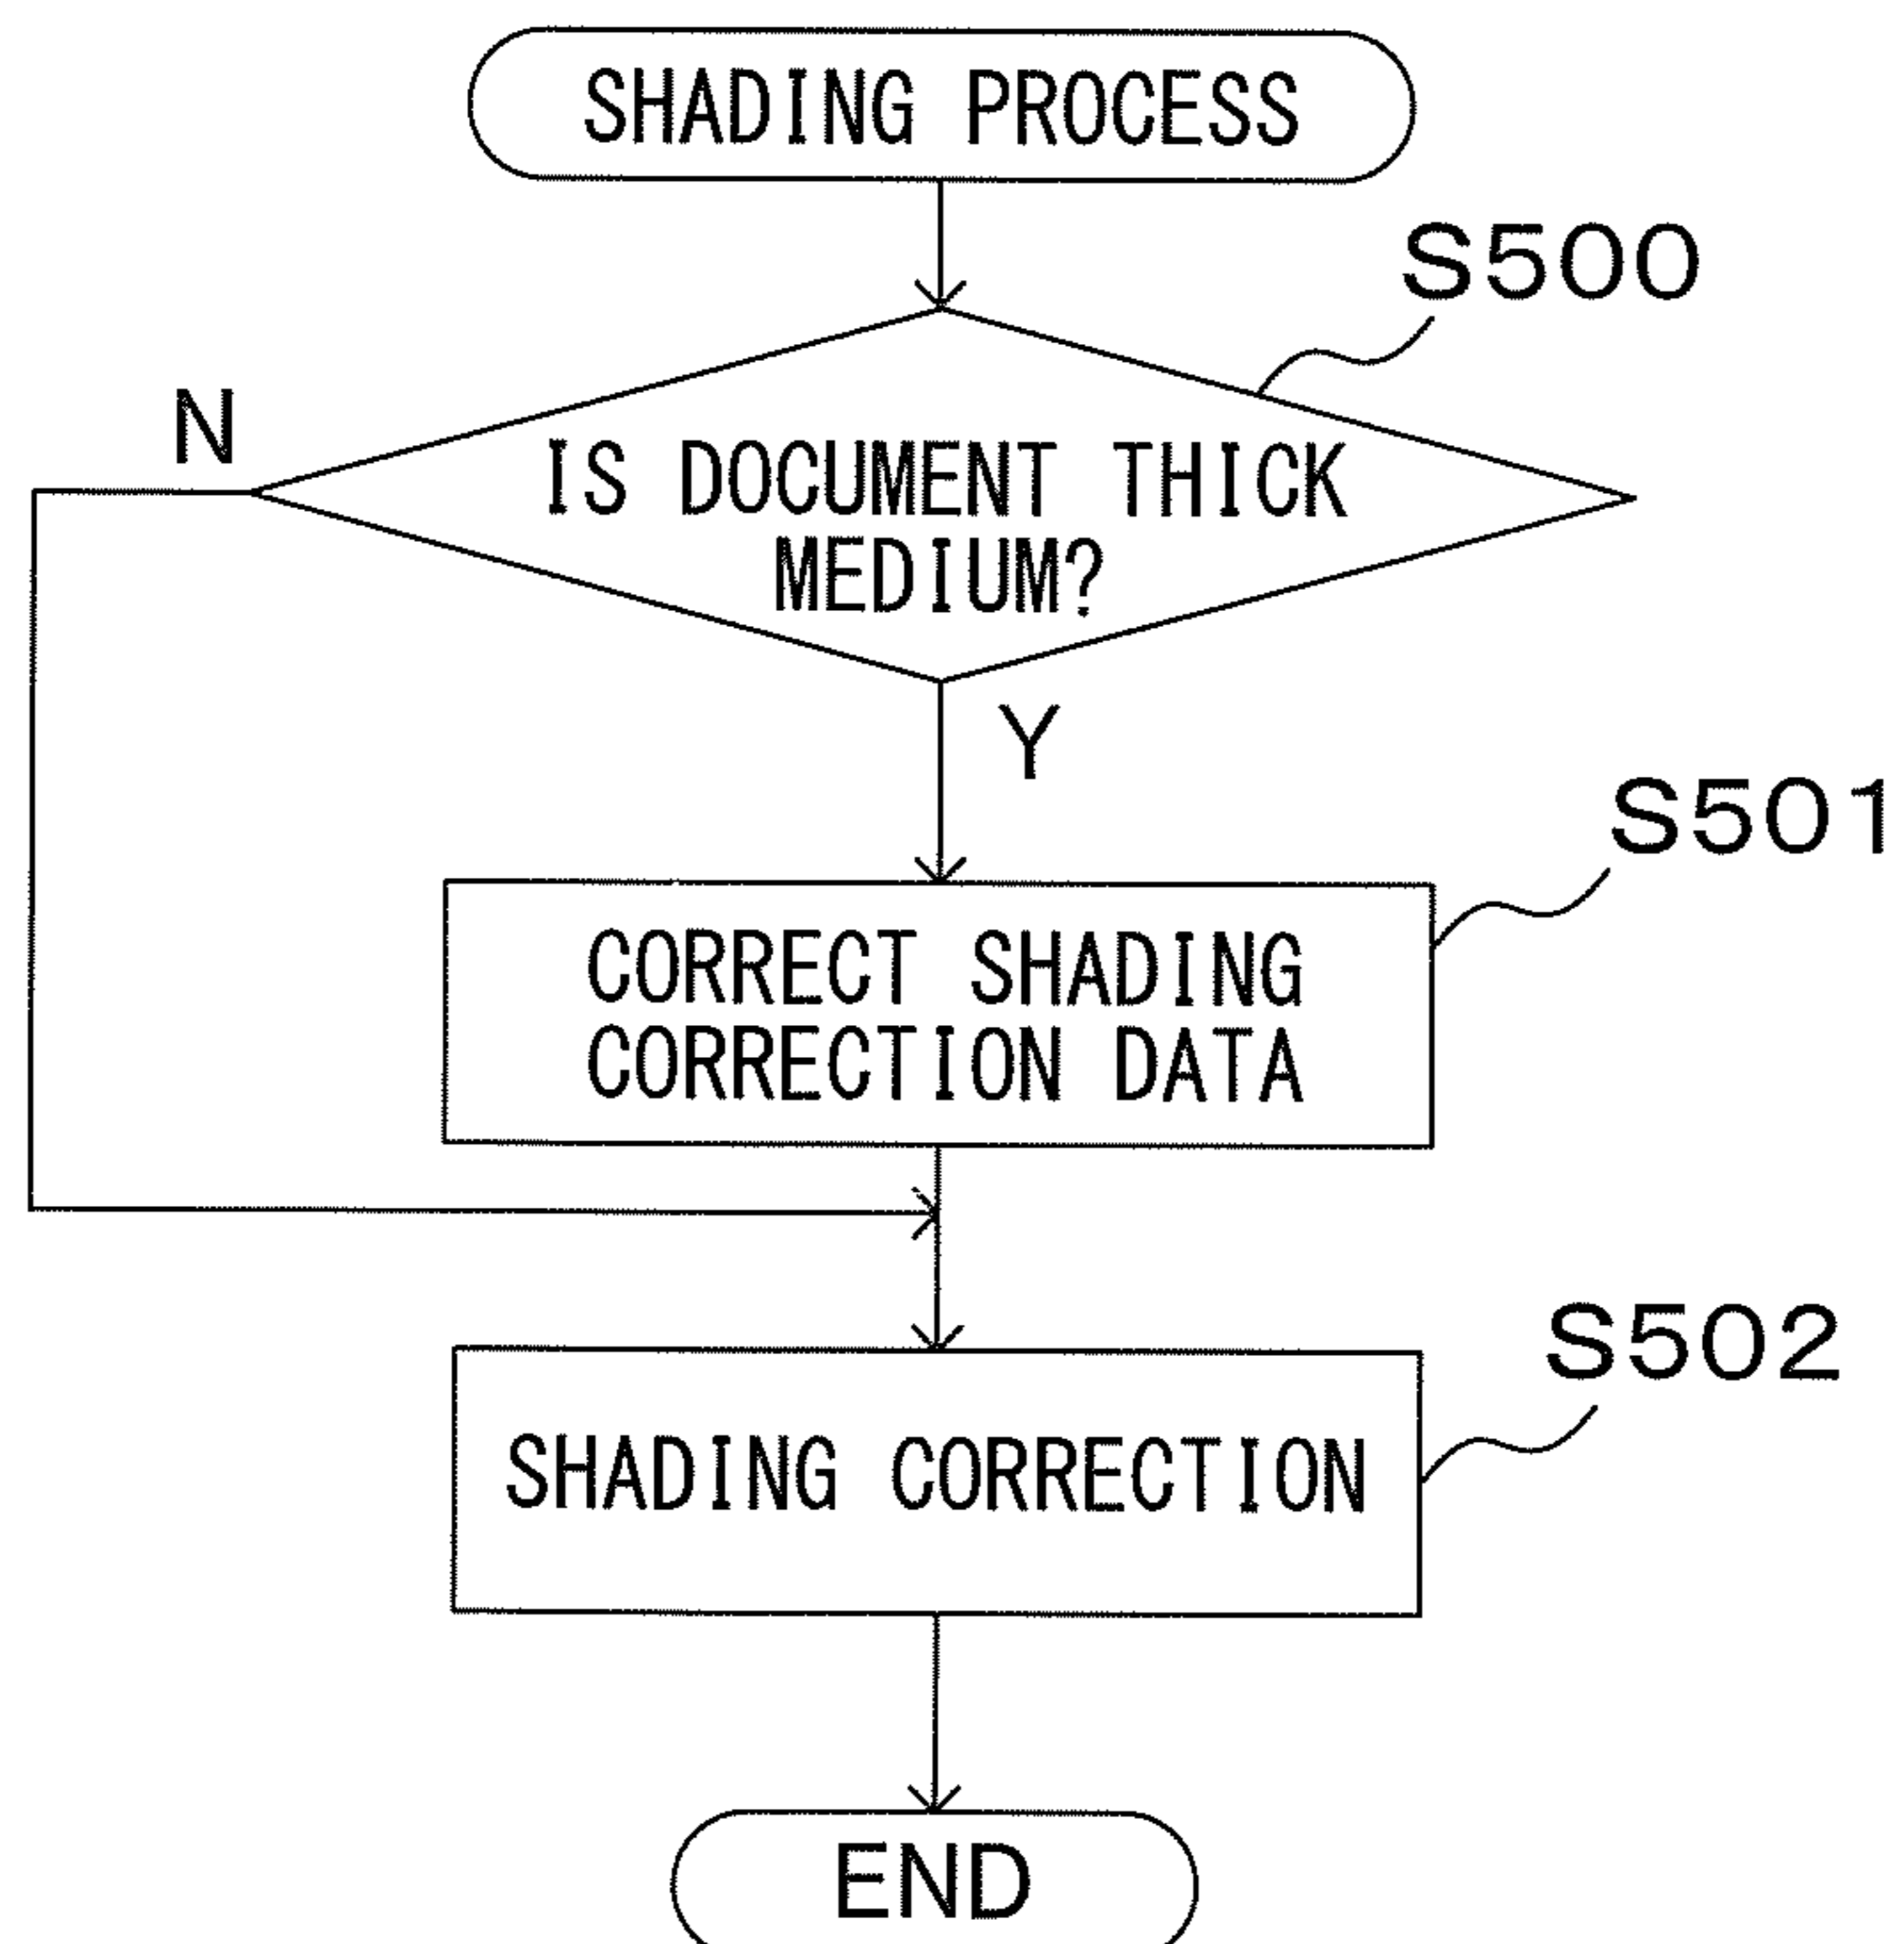 SHADING PROCESS
S500
N
IS DOCUMENT THICK
MEDIUM?
Y
S501
CORRECT SHADING
CORRECTION DATA
S502
SHADING CORRECTION
END